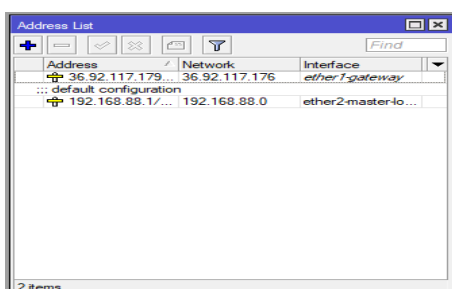 Address List
Find
Address Network Interface
36.92.117.179... 36.92.117.176 ether1-gateway
;;; default configuration
192.168.88.1/... 192.168.88.0 ether2-master-lo...
2 items